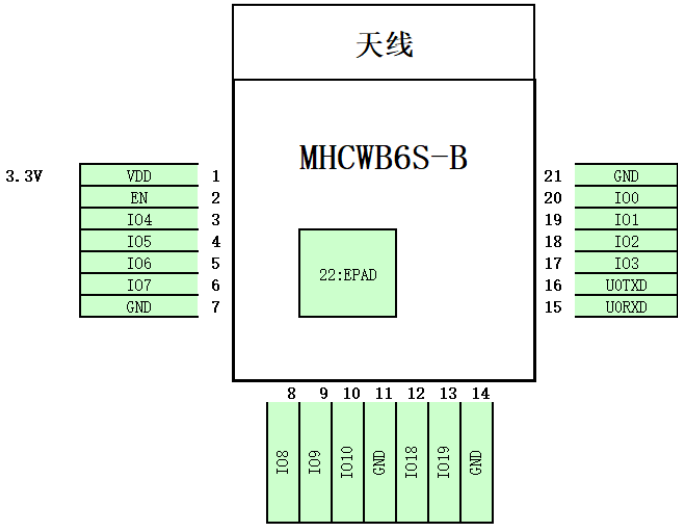 天线
MHCWB6S-B
3.3V
VDD 1
EN 2
IO4 3
IO5 4
IO6 5
IO7 6
GND 7
21 GND
20 IO0
19 IO1
18 IO2
17 IO3
16 U0TXD
15 U0RXD
22:EPAD
8 9 10 11 12 13 14
IO8
IO9
IO10
GND
IO18
IO19
GND